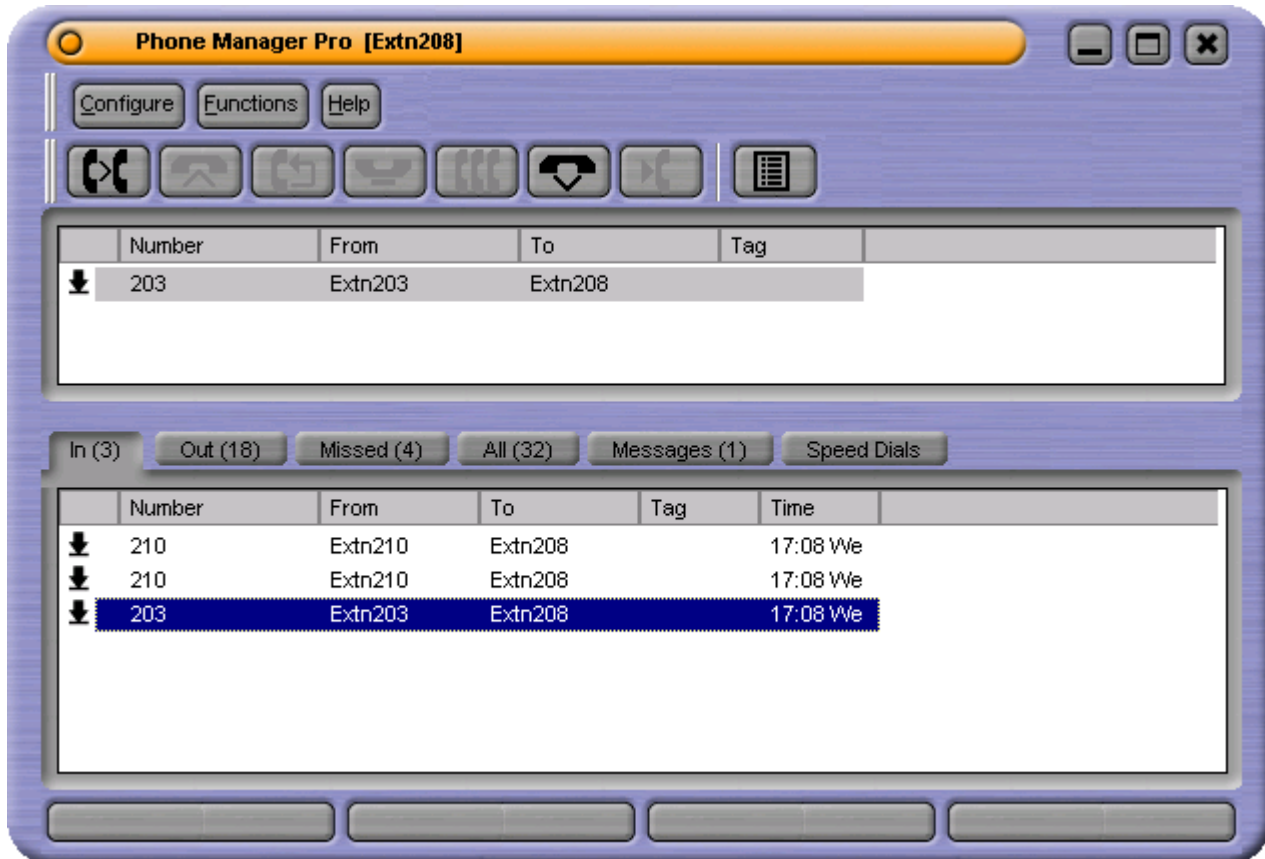 Phone Manager Pro [Extn208]
Configure Functions Help
Number From To Tag
203 Extn203 Extn208
In (3) Out (18) Missed (4) All (32) Messages (1) Speed Dials
Number From To Tag Time
210 Extn210 Extn208 17:08 We
210 Extn210 Extn208 17:08 We
203 Extn203 Extn208 17:08 We